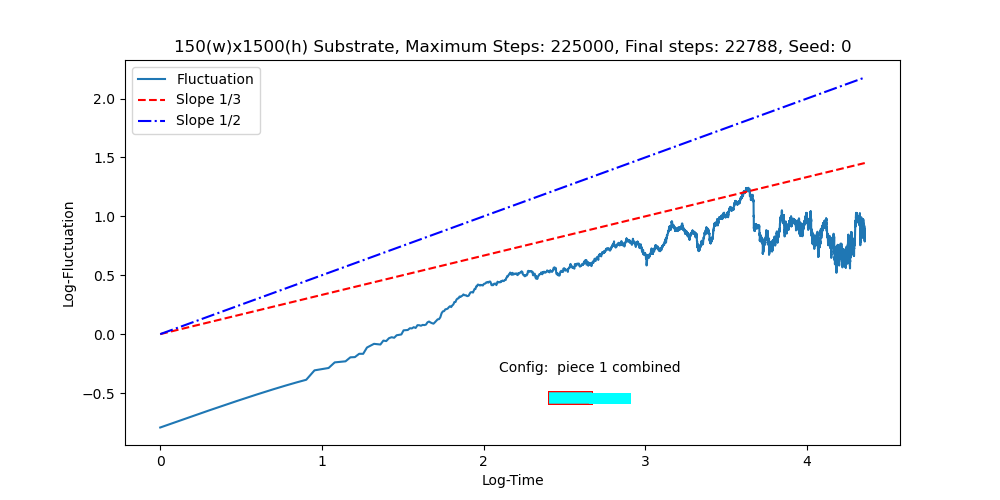 150(w)x1500(h) Substrate, Maximum Steps: 225000, Final steps: 22788, Seed: 0
Fluctuation
Slope 1/3
Slope 1/2
2.0
1.5
1.0
0.5
0.0
−0.5
Log-Fluctuation
Config:  piece 1 combined
0 1 2 3 4
Log-Time